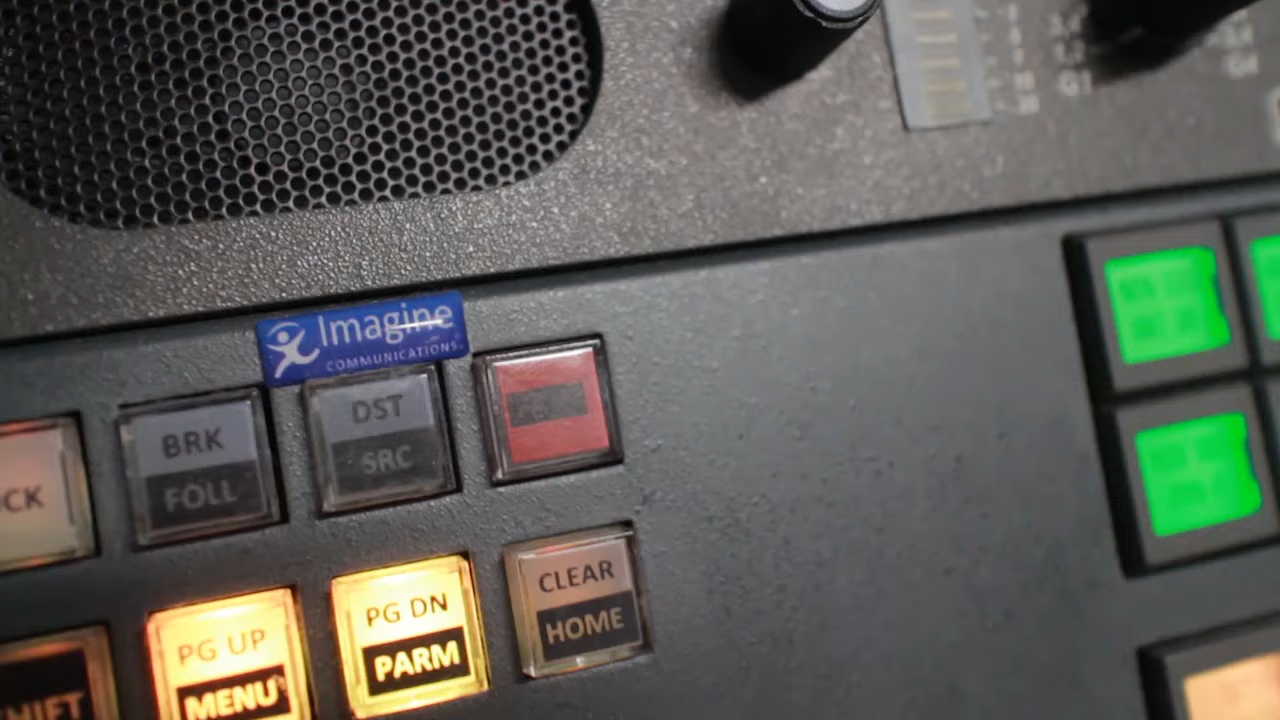 Imagine
COMMUNICATIONS
BRK
FOLL
DST
SRC
CLEAR
HOME
PG UP
MENU
PG DN
PARM